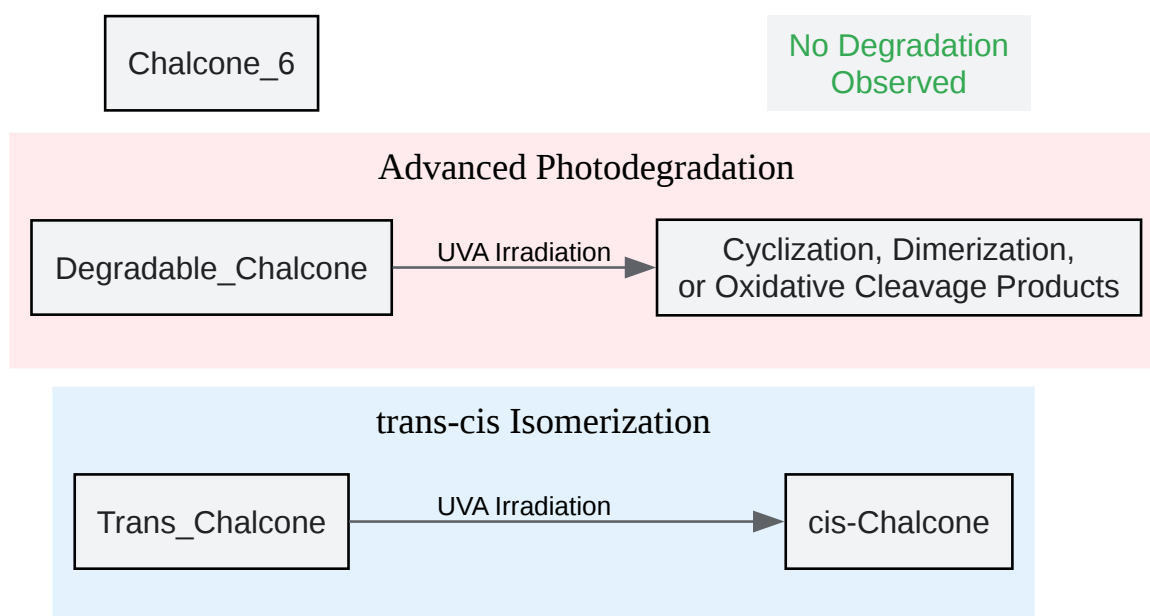 Chalcone_6
No Degradation
Observed
Advanced Photodegradation
Degradable_Chalcone
UVA Irradiation
Cyclization, Dimerization,
or Oxidative Cleavage Products
trans-cis Isomerization
Trans_Chalcone
UVA Irradiation
cis-Chalcone